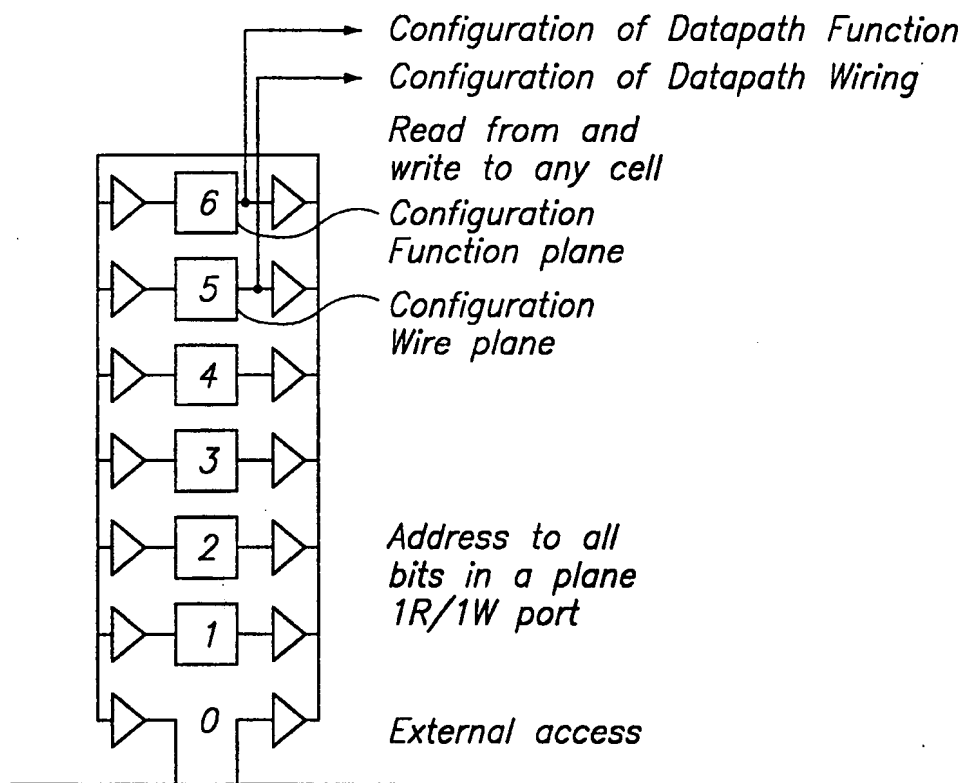 Configuration of Datapath Function
Configuration of Datapath Wiring
Read from and
write to any cell
6
Configuration
Function plane
5
Configuration
Wire plane
4
3
2
Address to all
bits in a plane
1R/1W port
1
0
External access